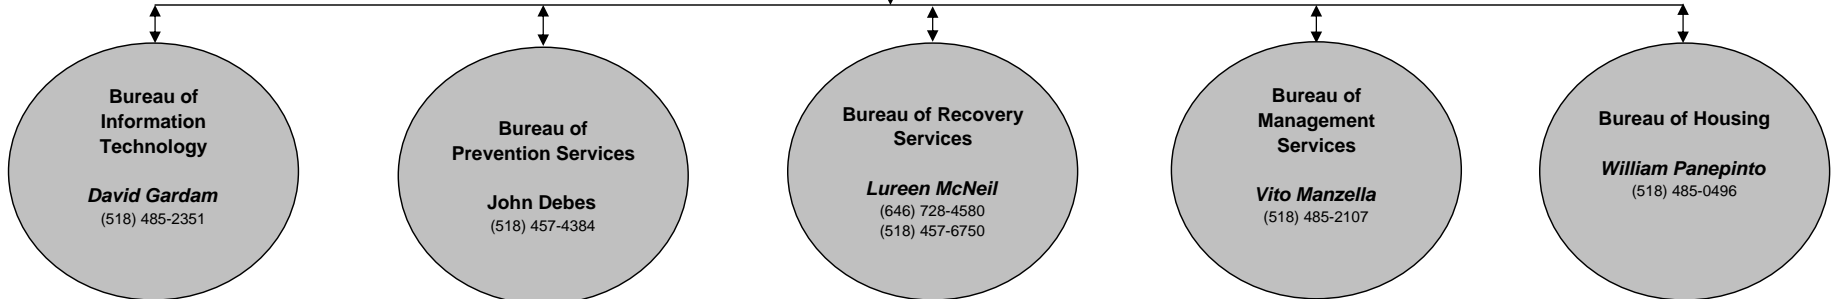 Bureau of
Information
Technology
David Gardam
(518) 485-2351
Bureau of
Prevention Services
John Debes
(518) 457-4384
Bureau of Recovery
Services
Lureen McNeil
(646) 728-4580
(518) 457-6750
Bureau of
Management
Services
Vito Manzella
(518) 485-2107
Bureau of Housing
William Panepinto
(518) 485-0496